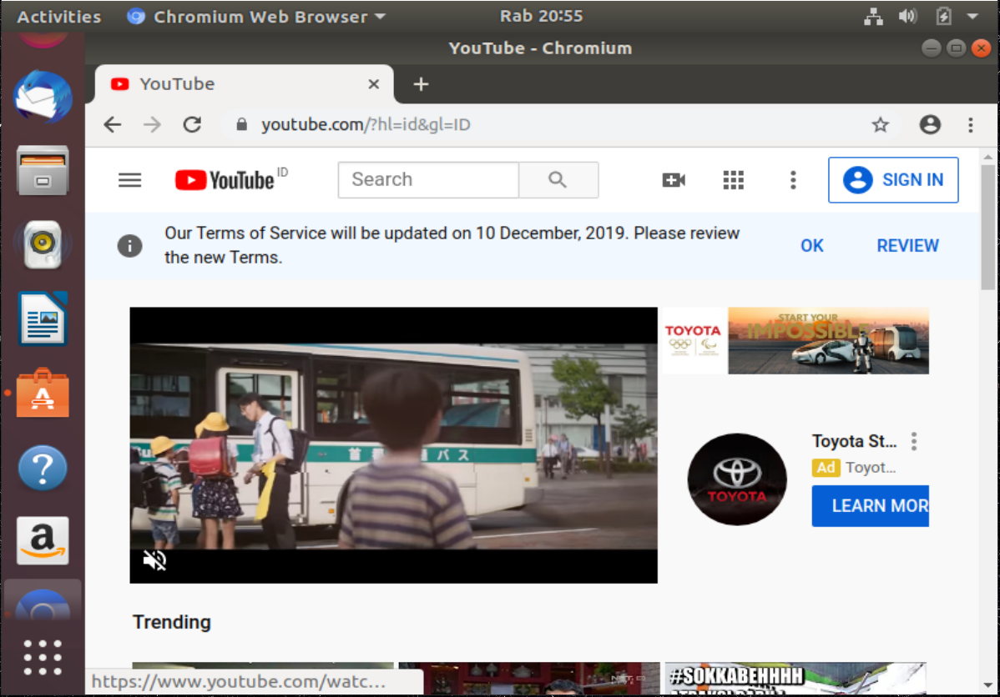 Activities
Chromium Web Browser
Rab 20:55
YouTube - Chromium
YouTube
youtube.com/?hl=id&gl=ID
YouTube ID
Search
SIGN IN
Our Terms of Service will be updated on 10 December, 2019. Please review
the new Terms.
OK
REVIEW
TOYOTA
START YOUR
IMPOSSIBLE
バス
TOYOTA
Toyota St...
Ad Toyot...
LEARN MOR
Trending
#SOKKABEHHHH
https://www.youtube.com/watc...